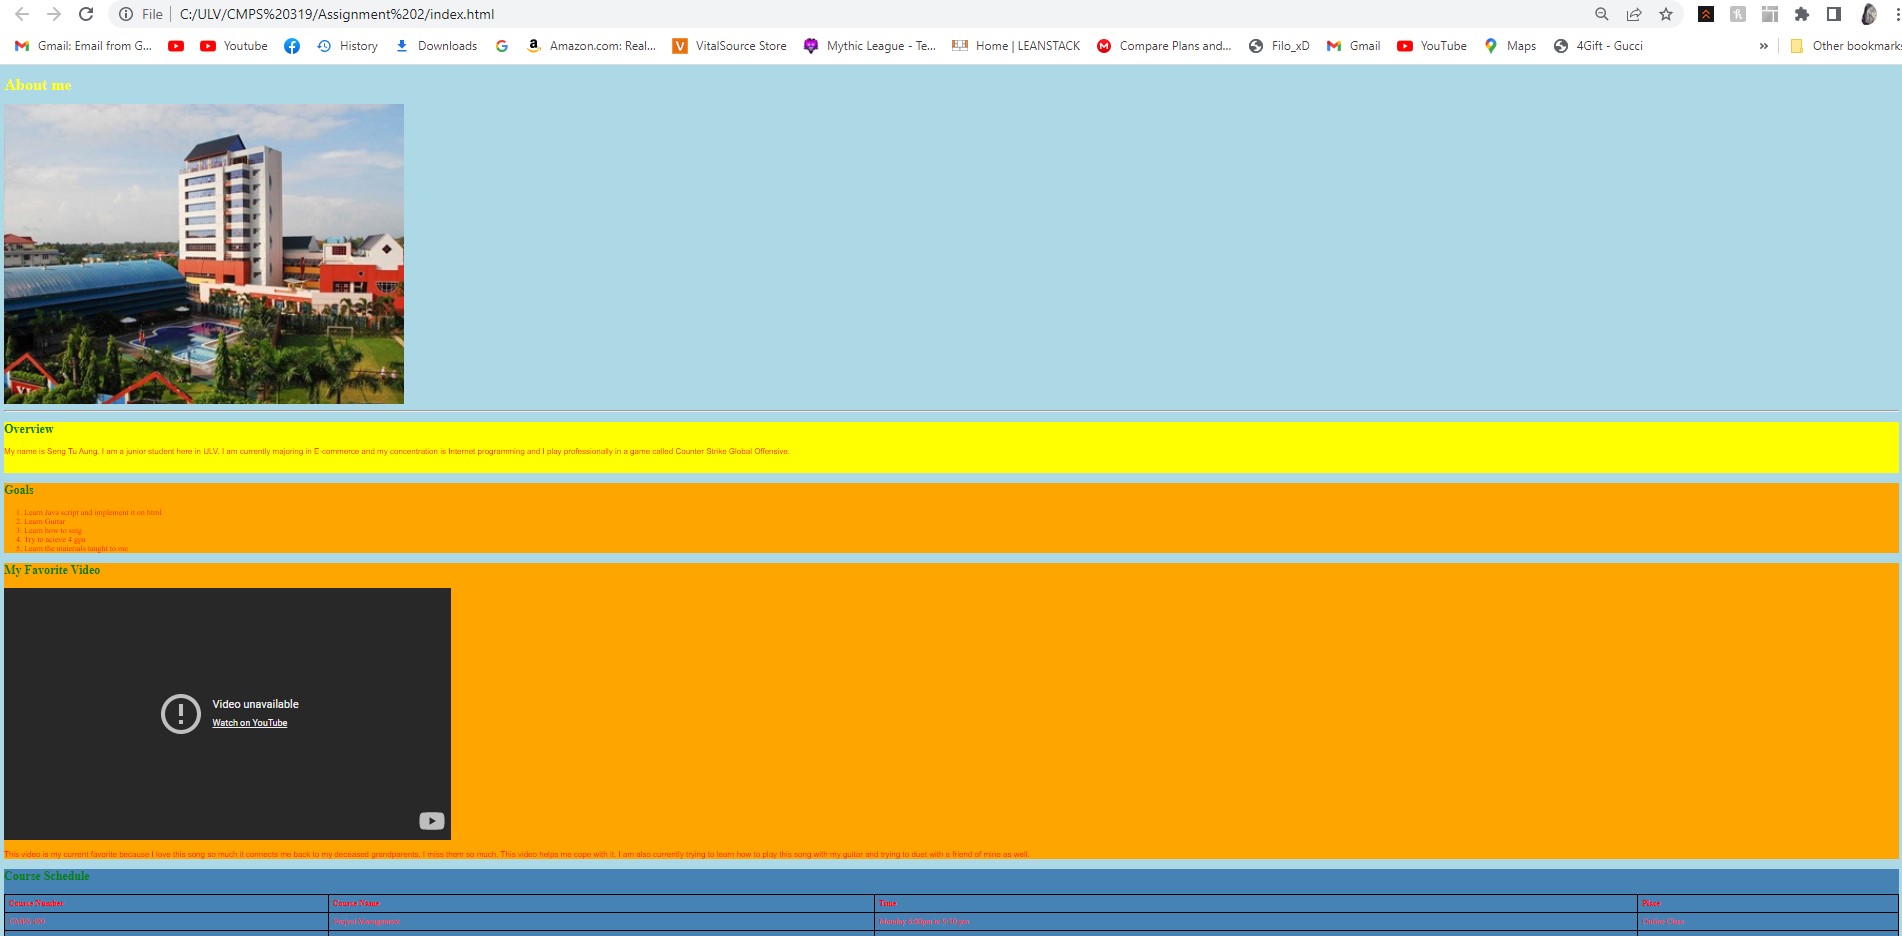 File C:/ULV/CMPS%20319/Assignment%202/index.html
Gmail: Email from G... Youtube History Downloads Amazon.com: Real... VitalSource Store Mythic League - Te... Home | LEANSTACK Compare Plans and... Filo_xD Gmail YouTube Maps 4Gift - Gucci » Other bookmarks
About me
Overview
My name is Seng Tu Aung. I am a junior student here in ULV. I am currently majoring in E-commerce and my concentration is Internet programming and I play professionally in a game called Counter Strike Global Offensive.
Goals
1. Learn Java script and implement it on html
2. Learn Guitar
3. Learn how to sing
4. Try to acieve 4 gpa
5. Learn the materials taught to me
My Favorite Video
Video unavailable
Watch on YouTube
This video is my current favorite because I love this song so much it connects me back to my deceased grandparents. I miss them so much. This video helps me cope with it. I am also currently trying to learn how to play this song with my guitar and trying to duet with a friend of mine as well.
Course Schedule
Course Number Course Name Time Place
Project Management Monday Online Class